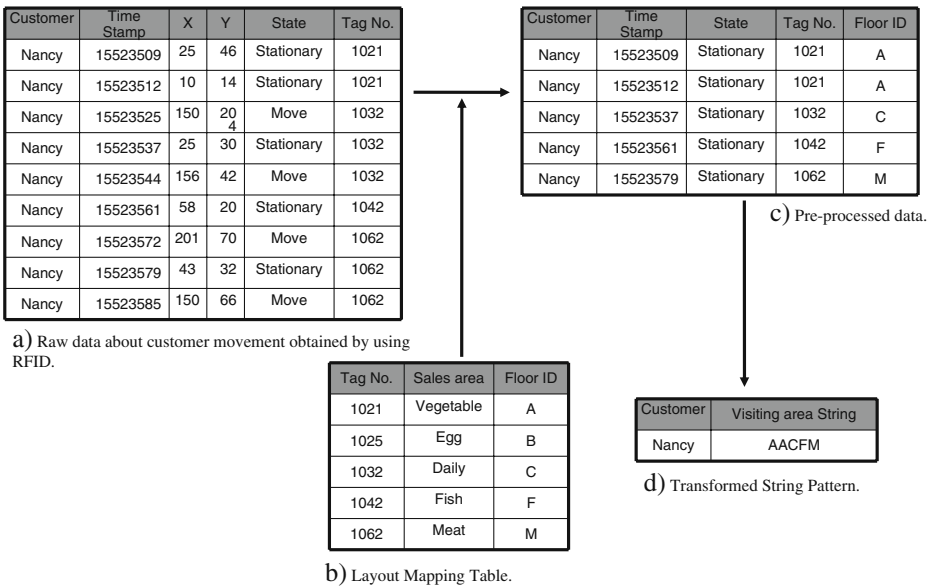 Customer Time Stamp X Y State Tag No.
Nancy 15523509 25 46 Stationary 1021
Nancy 15523512 10 14 Stationary 1021
Nancy 15523525 150 204 Move 1032
Nancy 15523537 25 30 Stationary 1032
Nancy 15523544 156 42 Move 1032
Nancy 15523561 58 20 Stationary 1042
Nancy 15523572 201 70 Move 1062
Nancy 15523579 43 32 Stationary 1062
Nancy 15523585 150 66 Move 1062
a) Raw data about customer movement obtained by using
RFID.
Customer Time Stamp State Tag No. Floor ID
Nancy 15523509 Stationary 1021 A
Nancy 15523512 Stationary 1021 A
Nancy 15523537 Stationary 1032 C
Nancy 15523561 Stationary 1042 F
Nancy 15523579 Stationary 1062 M
c) Pre-processed data.
Tag No. Sales area Floor ID
1021 Vegetable A
1025 Egg B
1032 Daily C
1042 Fish F
1062 Meat M
b) Layout Mapping Table.
Customer Visiting area String
Nancy AACFM
d) Transformed String Pattern.